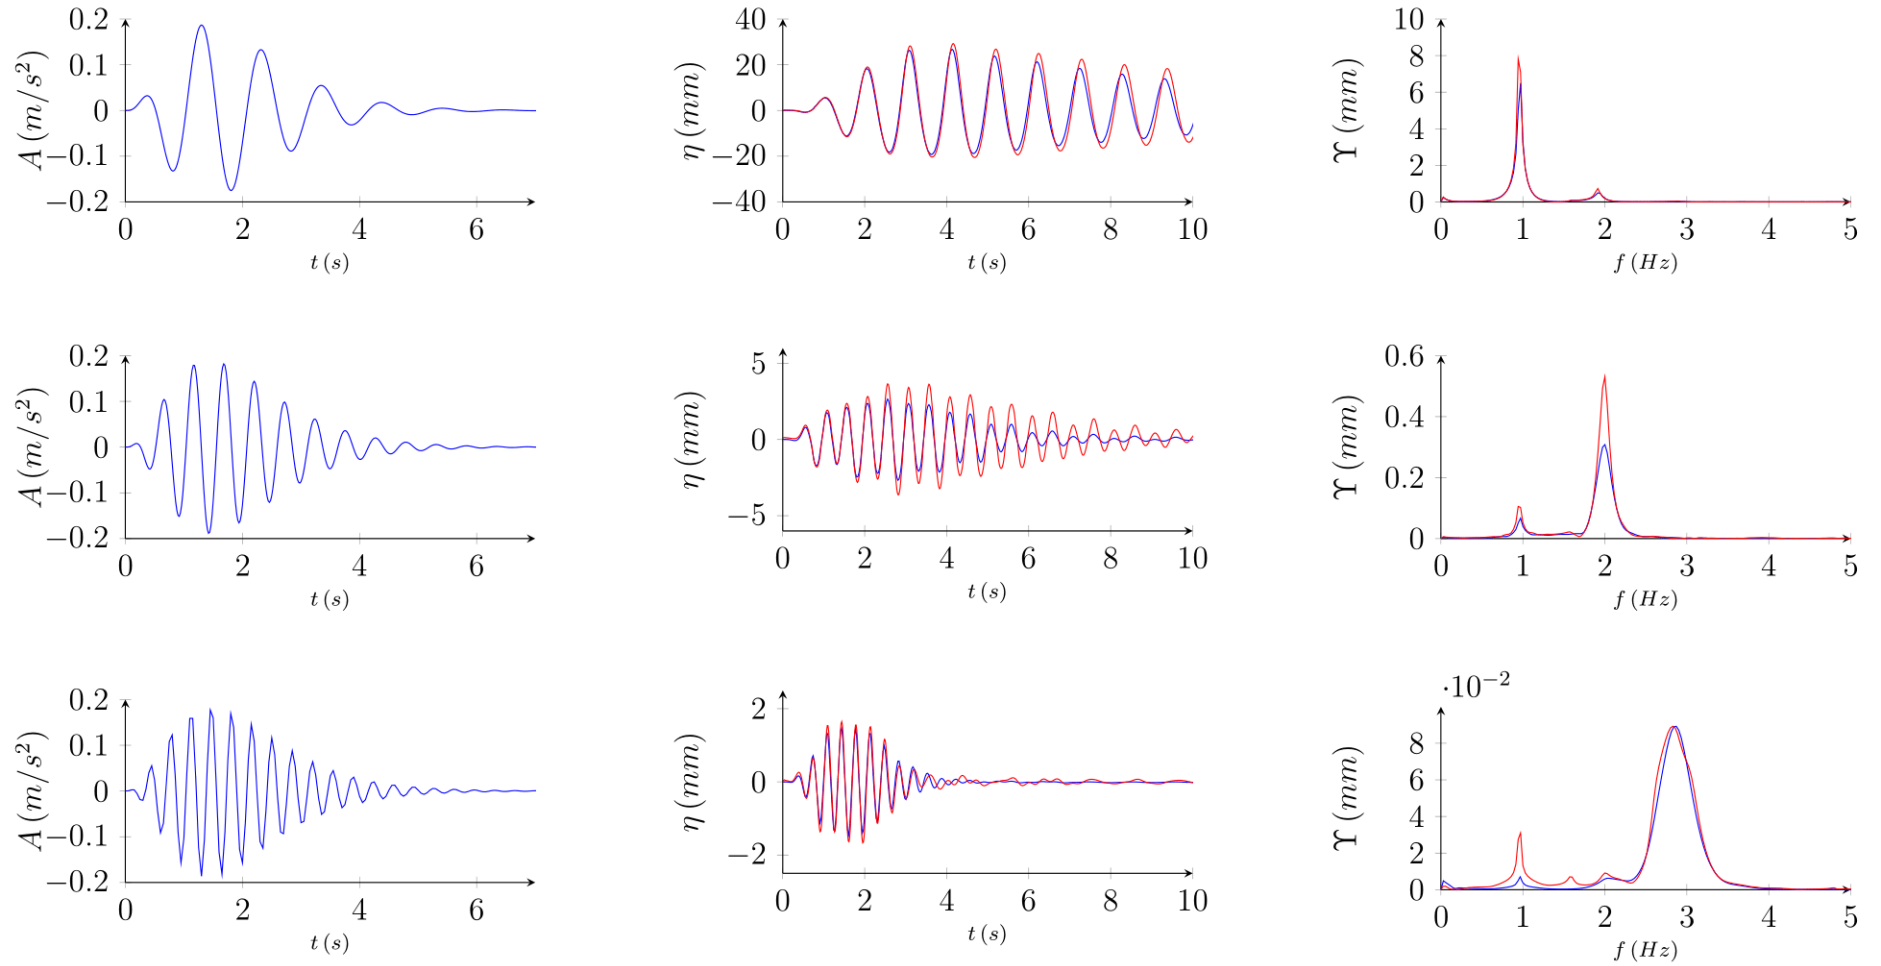 0.2
0.1
0
−0.1
−0.2
A (m/s²)
0 2 4 6
t (s)
40
20
0
−20
−40
η (mm)
0 2 4 6 8 10
t (s)
10
8
6
4
2
0
ϒ (mm)
0 1 2 3 4 5
f (Hz)
0.2
0.1
0
−0.1
−0.2
A (m/s²)
0 2 4 6
t (s)
5
0
−5
η (mm)
0 2 4 6 8 10
t (s)
0.6
0.4
0.2
0
ϒ (mm)
0 1 2 3 4 5
f (Hz)
0.2
0.1
0
−0.1
−0.2
A (m/s²)
0 2 4 6
t (s)
2
0
−2
η (mm)
0 2 4 6 8 10
t (s)
·10⁻²
8
6
4
2
0
ϒ (mm)
0 1 2 3 4 5
f (Hz)